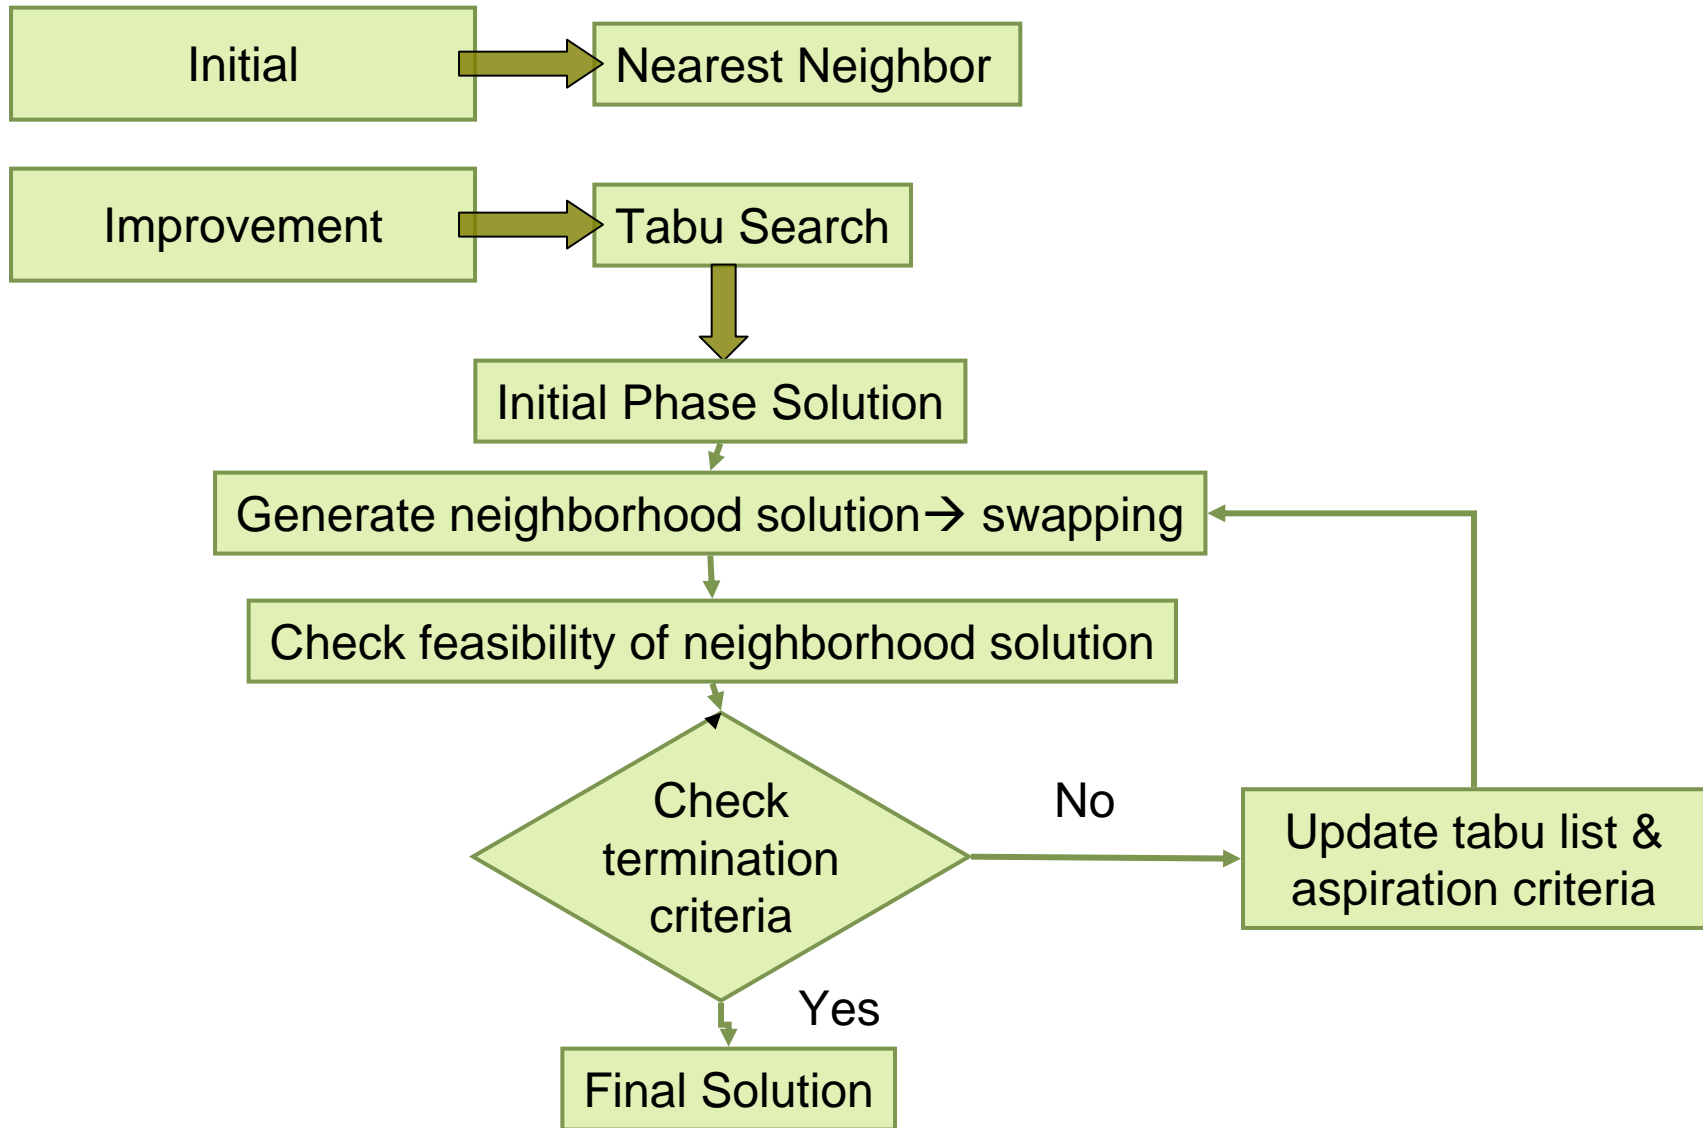 Initial
Nearest Neighbor
Improvement
Tabu Search
Initial Phase Solution
Generate neighborhood solution→ swapping
Check feasibility of neighborhood solution
Check
termination
criteria
No
Update tabu list &
aspiration criteria
Yes
Final Solution